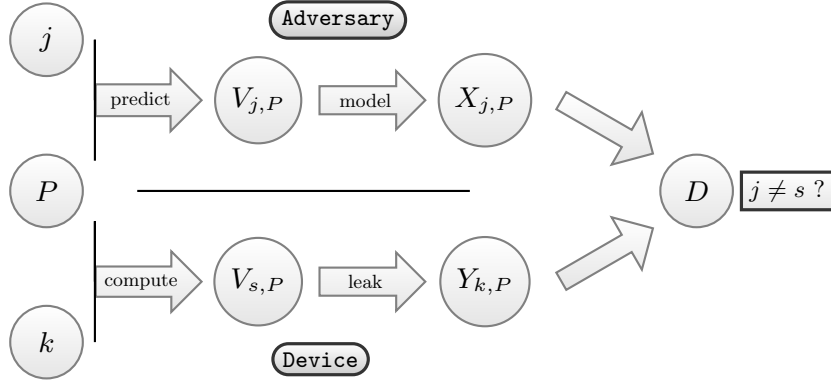 Adversary
j
predict
V_{j,P}
model
X_{j,P}
P
D
j ≠ s ?
compute
V_{s,P}
leak
Y_{k,P}
k
Device